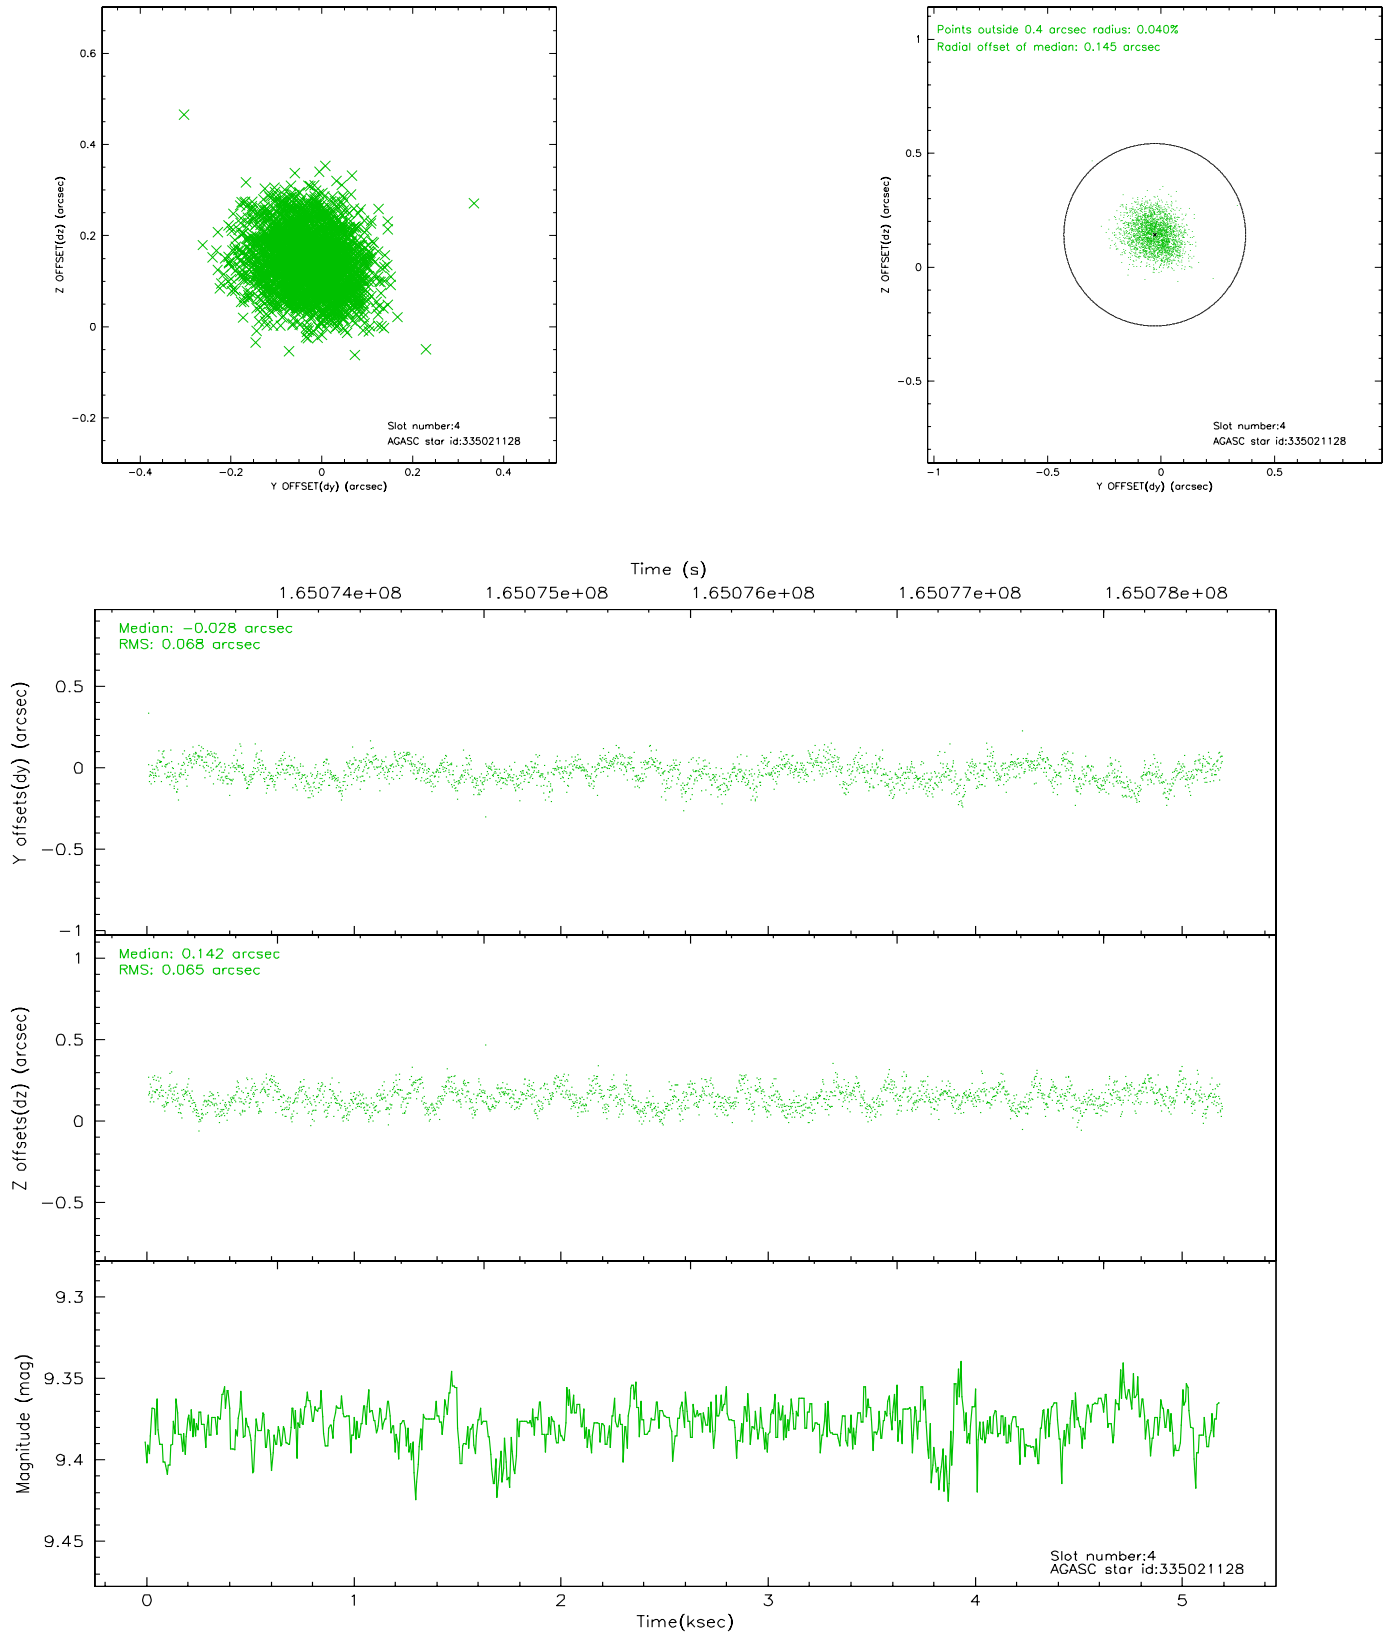 0.6
0.4
0.2
0
−0.2
Z OFFSET(dz) (arcsec)
−0.4
−0.2
0
0.2
0.4
Y OFFSET(dy) (arcsec)
Slot number:4
AGASC star id:335021128
Points outside 0.4 arcsec radius: 0.040%
Radial offset of median: 0.145 arcsec
1
0.5
0
−0.5
Z OFFSET(dz) (arcsec)
−1
−0.5
0
0.5
Y OFFSET(dy) (arcsec)
Slot number:4
AGASC star id:335021128
Time (s)
1.65074e+08 1.65075e+08 1.65076e+08 1.65077e+08 1.65078e+08
Median: −0.028 arcsec
RMS: 0.068 arcsec
0.5
0
−0.5
−1
Y offsets(dy) (arcsec)
Median: 0.142 arcsec
RMS: 0.065 arcsec
1
0.5
0
−0.5
Z offsets(dz) (arcsec)
9.3
9.35
9.4
9.45
Magnitude (mag)
Slot number:4
AGASC star id:335021128
0 1 2 3 4 5
Time(ksec)